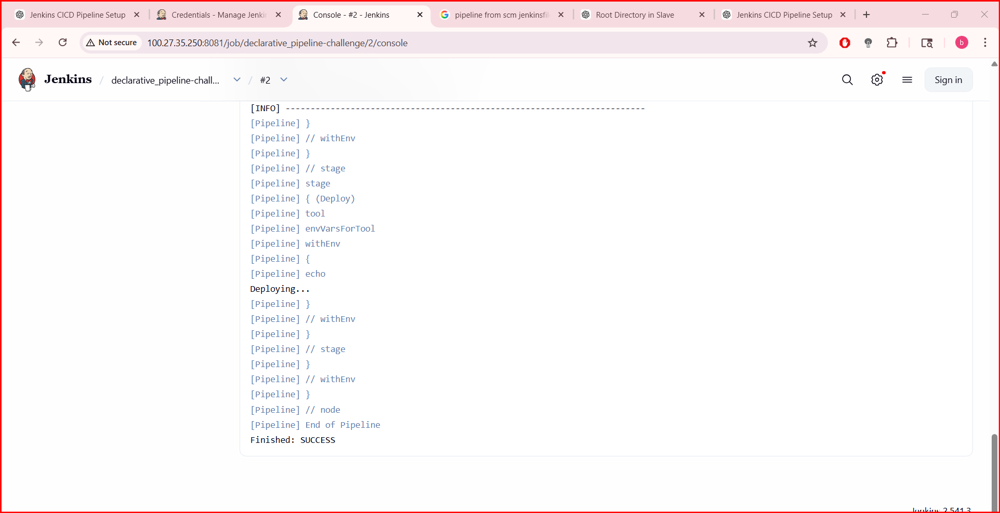 Jenkins CICD Pipeline Setup
Credentials - Manage Jenkin
Console - #2 - Jenkins
pipeline from scm jenkinsfil
Root Directory in Slave
Jenkins CICD Pipeline Setup
Not secure
100.27.35.250:8081/job/declarative_pipeline-challenge/2/console
b
Jenkins / declarative_pipeline-chall... / #2
Sign in
[INFO] ------------------------------------------------------------------------
[Pipeline] }
[Pipeline] // withEnv
[Pipeline] }
[Pipeline] // stage
[Pipeline] stage
[Pipeline] { (Deploy)
[Pipeline] tool
[Pipeline] envVarsForTool
[Pipeline] withEnv
[Pipeline] {
[Pipeline] echo
Deploying...
[Pipeline] }
[Pipeline] // withEnv
[Pipeline] }
[Pipeline] // stage
[Pipeline] }
[Pipeline] // withEnv
[Pipeline] }
[Pipeline] // node
[Pipeline] End of Pipeline
Finished: SUCCESS
Jenkins 2.541.3